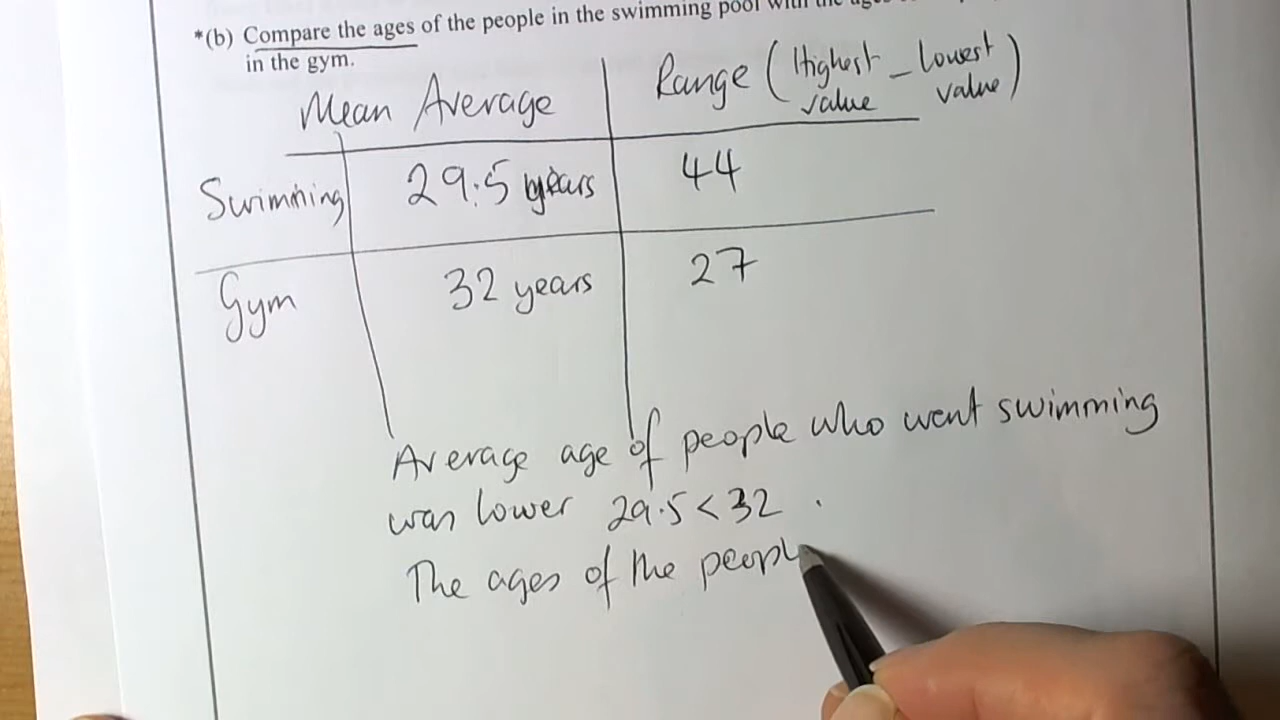 *(b) Compare the ages of the people in the swimming pool with the
in the gym.
Mean Average Range (Highest value - lowest value)
Swimming 29.5 years 44
Gym 32 years 27
Average age of people who went swimming
was lower 29.5 < 32 .
The ages of the people